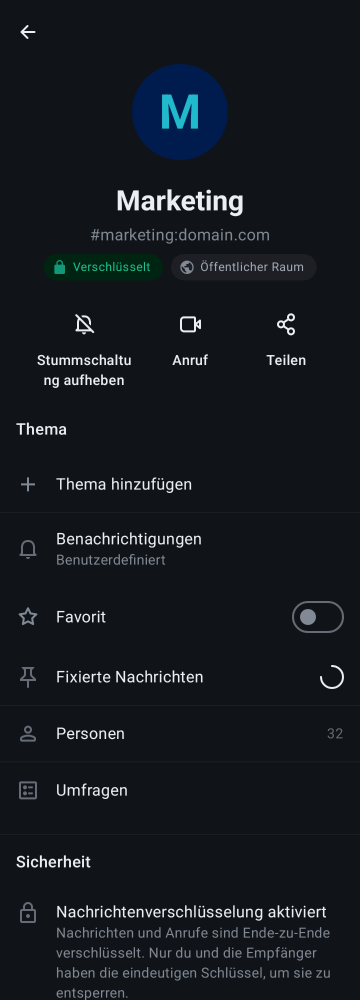 M
Marketing
#marketing:domain.com
Verschlüsselt
Öffentlicher Raum
Stummschaltu
ng aufheben
Anruf
Teilen
Thema
Thema hinzufügen
Benachrichtigungen
Benutzerdefiniert
Favorit
Fixierte Nachrichten
Personen
32
Umfragen
Sicherheit
Nachrichtenverschlüsselung aktiviert
Nachrichten und Anrufe sind Ende-zu-Ende
verschlüsselt. Nur du und die Empfänger
haben die eindeutigen Schlüssel, um sie zu
entsperren.